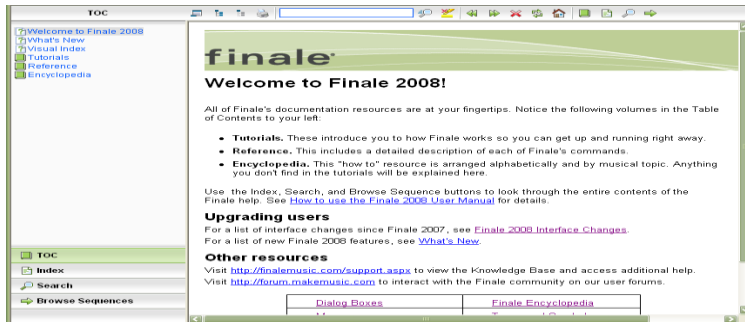 TOC
Welcome to Finale 2008
What's New
Visual Index
Tutorials
Reference
Encyclopedia
TOC
Index
Search
Browse Sequences
finale
Welcome to Finale 2008!
All of Finale's documentation resources are at your fingertips. Notice the following volumes in the Table
of Contents to your left:
• Tutorials. These introduce you to how Finale works so you can get up and running right away.
• Reference. This includes a detailed description of each of Finale's commands.
• Encyclopedia. This "how to" resource is arranged alphabetically and by musical topic. Anything
you don't find in the tutorials will be explained here.
Use the Index, Search, and Browse Sequence buttons to look through the entire contents of the
Finale help. See How to use the Finale 2008 User Manual for details.
Upgrading users
For a list of interface changes since Finale 2007, see Finale 2008 Interface Changes.
For a list of new Finale 2008 features, see What's New.
Other resources
Visit http://finalemusic.com/support.aspx to view the Knowledge Base and access additional help.
Visit http://forum.makemusic.com to interact with the Finale community on our user forums.
Dialog Boxes Finale Encyclopedia